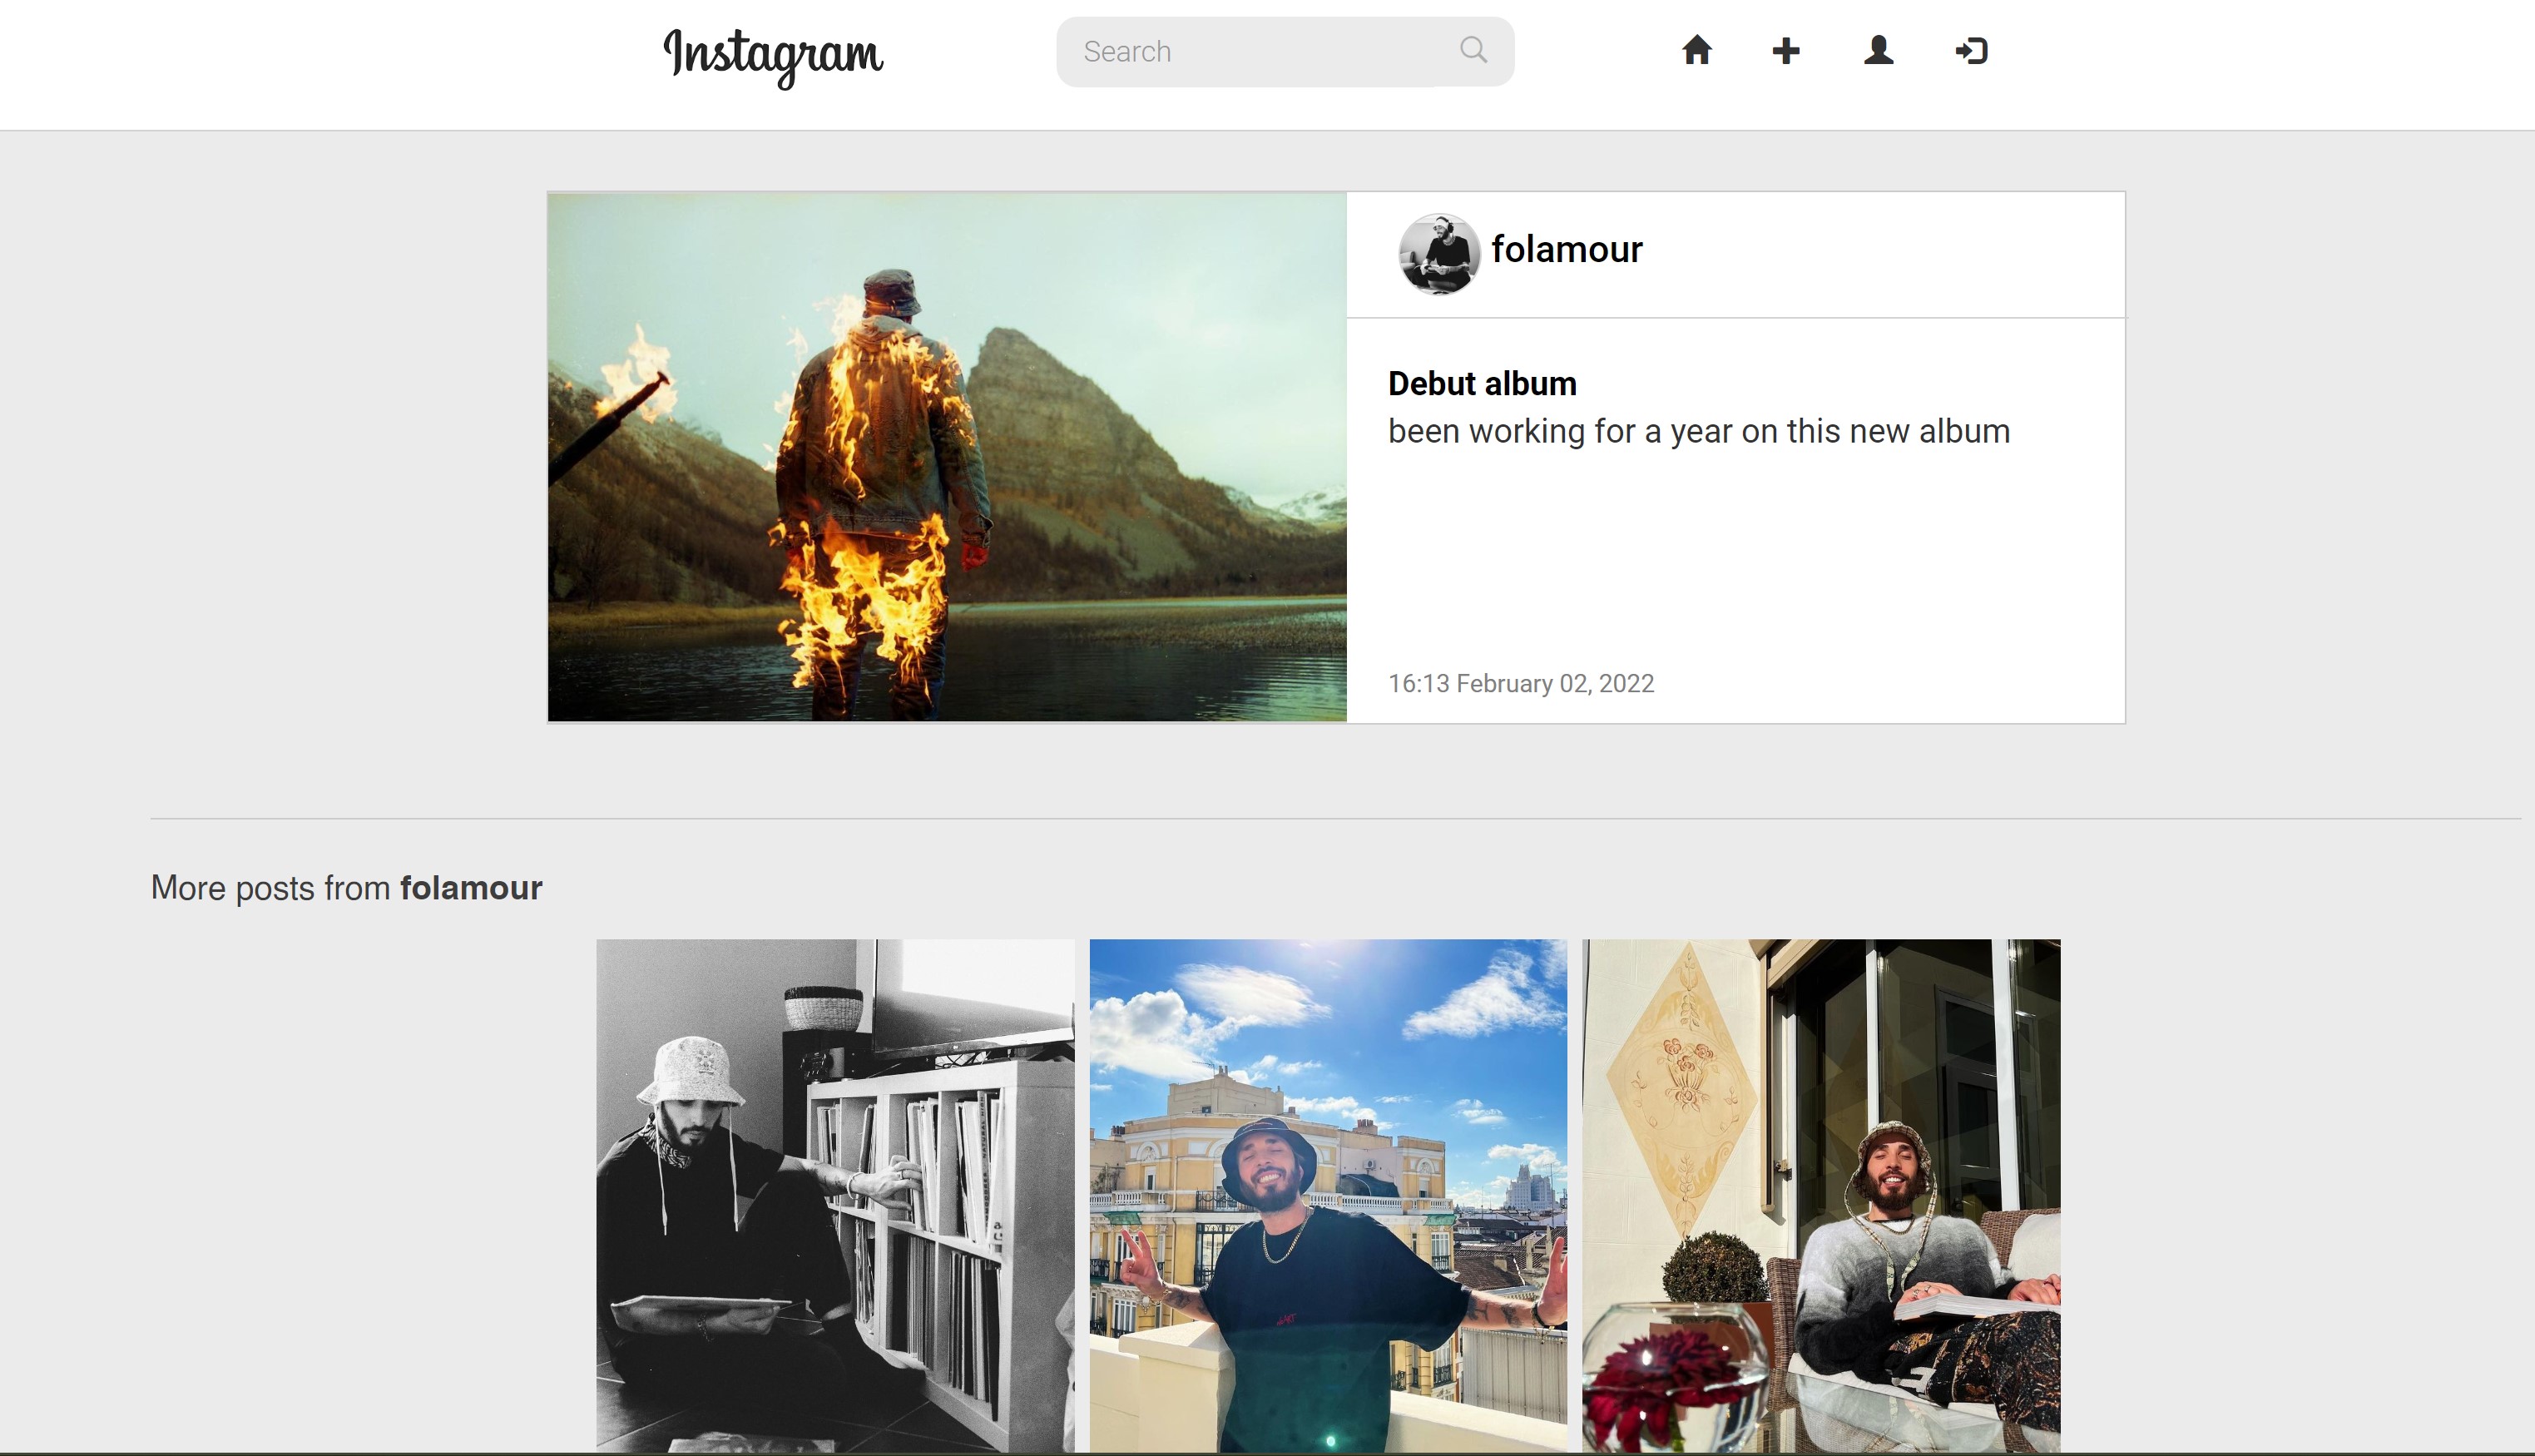 Instagram
Search
folamour
Debut album
been working for a year on this new album
16:13 February 02, 2022
More posts from folamour